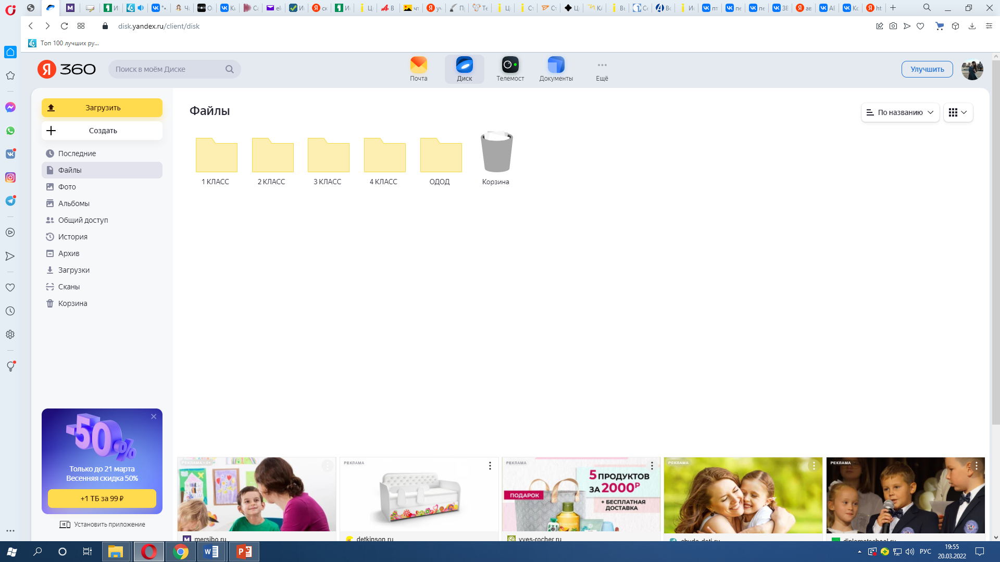 disk.yandex.ru/client/disk
Топ 100 лучших ру...
Я 360
Поиск в моём Диске
Почта
Диск
Телемост
Документы
Ещё
Улучшить
Загрузить
Создать
Последние
Файлы
Фото
Альбомы
Общий доступ
История
Архив
Загрузки
Сканы
Корзина
Файлы
По названию
1 КЛАСС
2 КЛАСС
3 КЛАСС
4 КЛАСС
ОДОД
Корзина
-50%
Только до 21 марта
Весенняя скидка 50%
+1 ТБ за 99 ₽
Установить приложение
РЕКЛАМА • 0+
mersibo.ru
РЕКЛАМА
detkinson.ru
РЕКЛАМА
5 ПРОДУКТОВ
ЗА 2000₽
ПОДАРОК
+ БЕСПЛАТНАЯ
ДОСТАВКА
yves-rocher.ru
РЕКЛАМА
РЕКЛАМА
diplomatschool.ru
РУС
19:55
20.03.2022